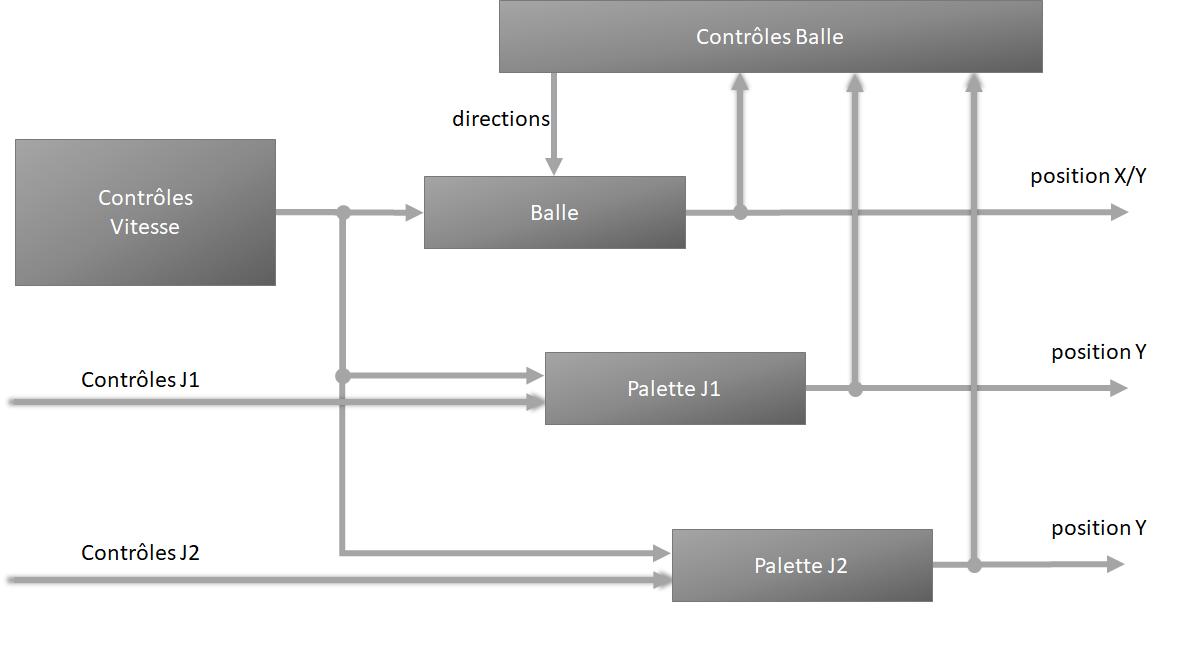 Contrôles Balle
directions
position X/Y
Contrôles
Vitesse
Balle
position Y
Contrôles J1
Palette J1
position Y
Contrôles J2
Palette J2